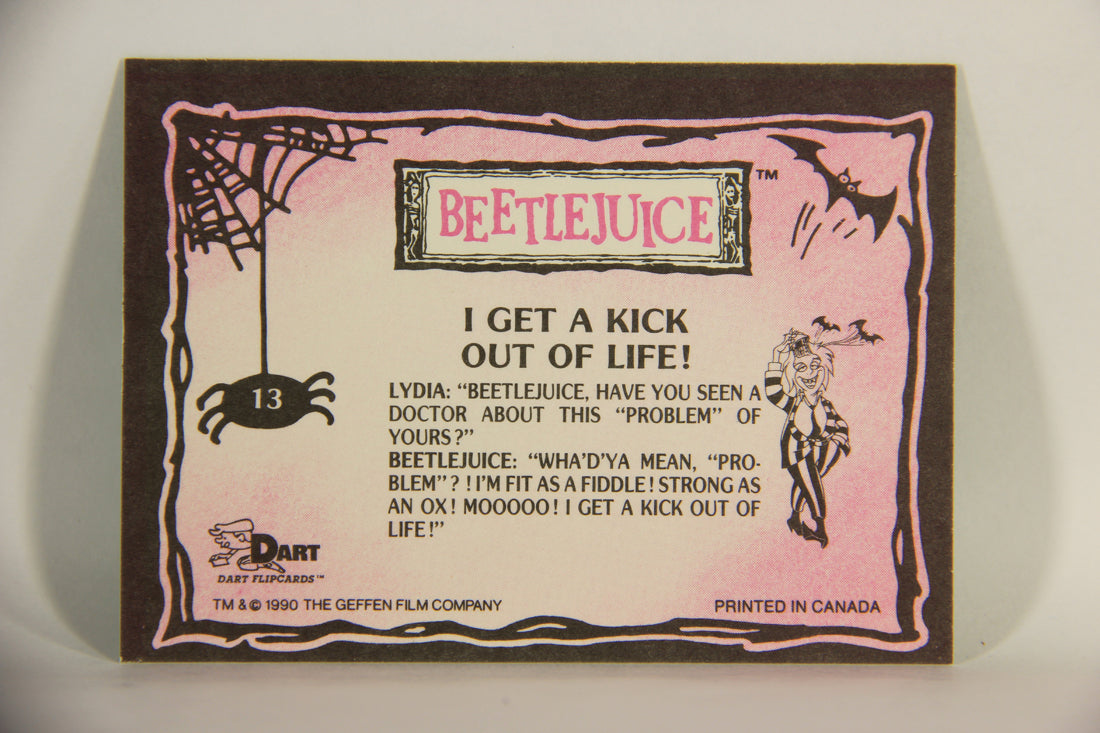 BEETLEJUICE TM
I GET A KICK
OUT OF LIFE!
LYDIA: “BEETLEJUICE, HAVE YOU SEEN A
DOCTOR ABOUT THIS “PROBLEM” OF
YOURS?”
BEETLEJUICE: “WHA'D'YA MEAN, “PRO-
BLEM”?! I'M FIT AS A FIDDLE! STRONG AS
AN OX! MOOOOO! I GET A KICK OUT OF
LIFE!”
13
DART
DART FLIPCARDS™
TM & © 1990 THE GEFFEN FILM COMPANY
PRINTED IN CANADA